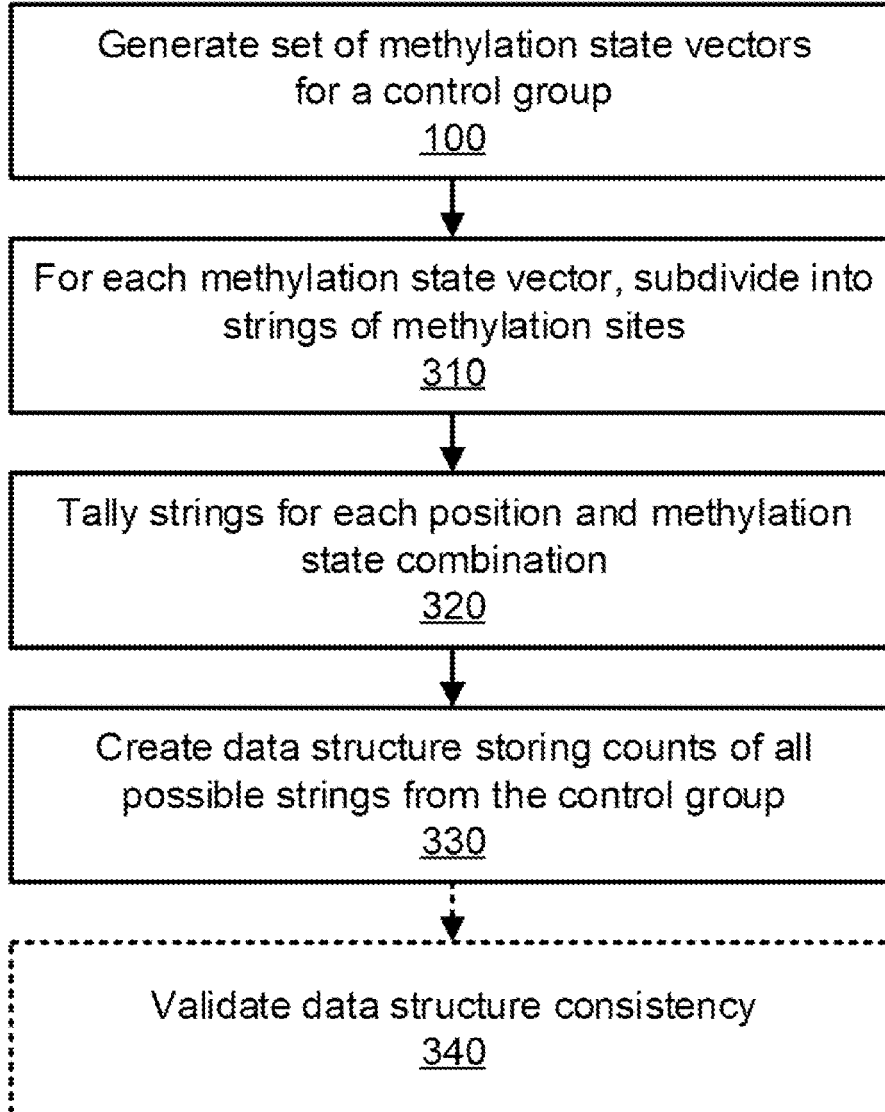 Generate set of methylation state vectors
for a control group
100
For each methylation state vector, subdivide into
strings of methylation sites
310
Tally strings for each position and methylation
state combination
320
Create data structure storing counts of all
possible strings from the control group
330
Validate data structure consistency
340